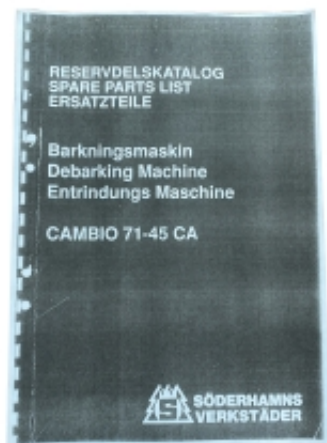 RESERVDELSKATALOG
SPARE PARTS LIST
ERSATZTEILE
Barkningsmaskin
Debarking Machine
Entrindungs Maschine
CAMBIO 71-45 CA
S
SÖDERHAMNS
VERKSTÄDER